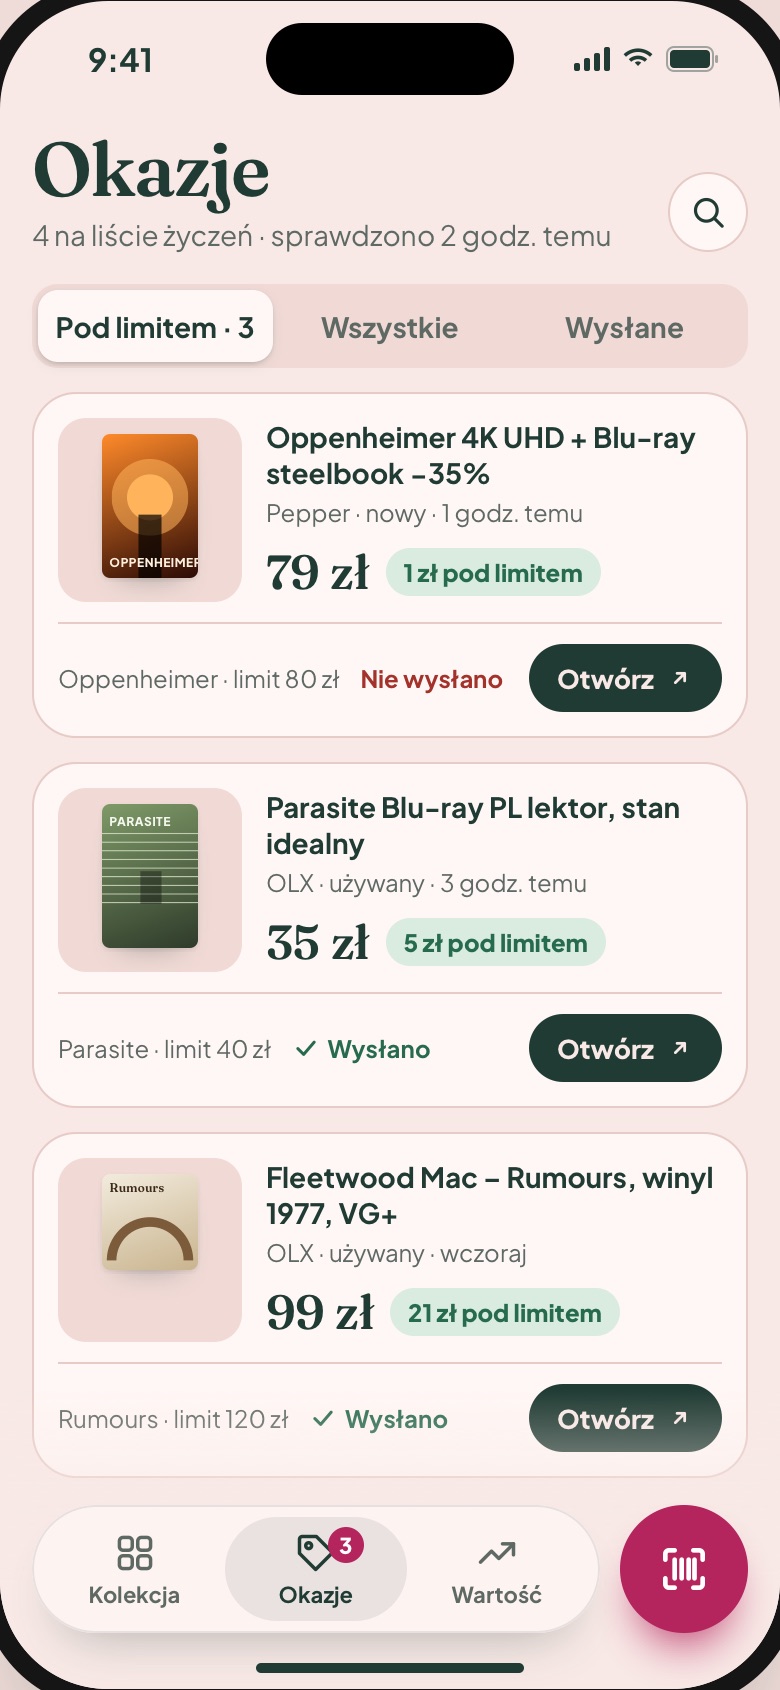 9:41
Okazje
4 na liście życzeń · sprawdzono 2 godz. temu
Pod limitem · 3
Wszystkie
Wysłane
OPPENHEIMER
Oppenheimer 4K UHD + Blu-ray
steelbook −35%
Pepper · nowy · 1 godz. temu
79 zł
1 zł pod limitem
Oppenheimer · limit 80 zł
Nie wysłano
Otwórz
PARASITE
Parasite Blu-ray PL lektor, stan
idealny
OLX · używany · 3 godz. temu
35 zł
5 zł pod limitem
Parasite · limit 40 zł
Wysłano
Otwórz
Rumours
Fleetwood Mac – Rumours, winyl
1977, VG+
OLX · używany · wczoraj
99 zł
21 zł pod limitem
Rumours · limit 120 zł
Wysłano
Otwórz
Kolekcja
3
Okazje
Wartość